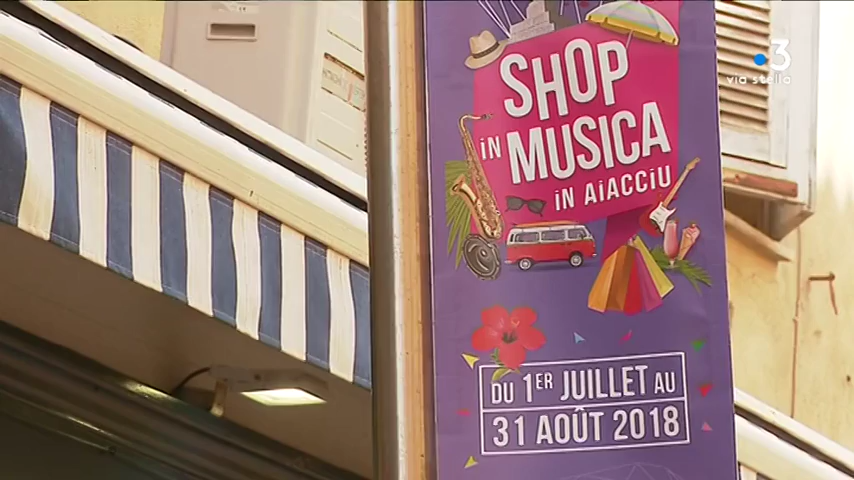 3
via stella
SHOP
iN
MUSICA
iN AiACCiU
DU 1ER JUILLET AU
31 AOÛT 2018